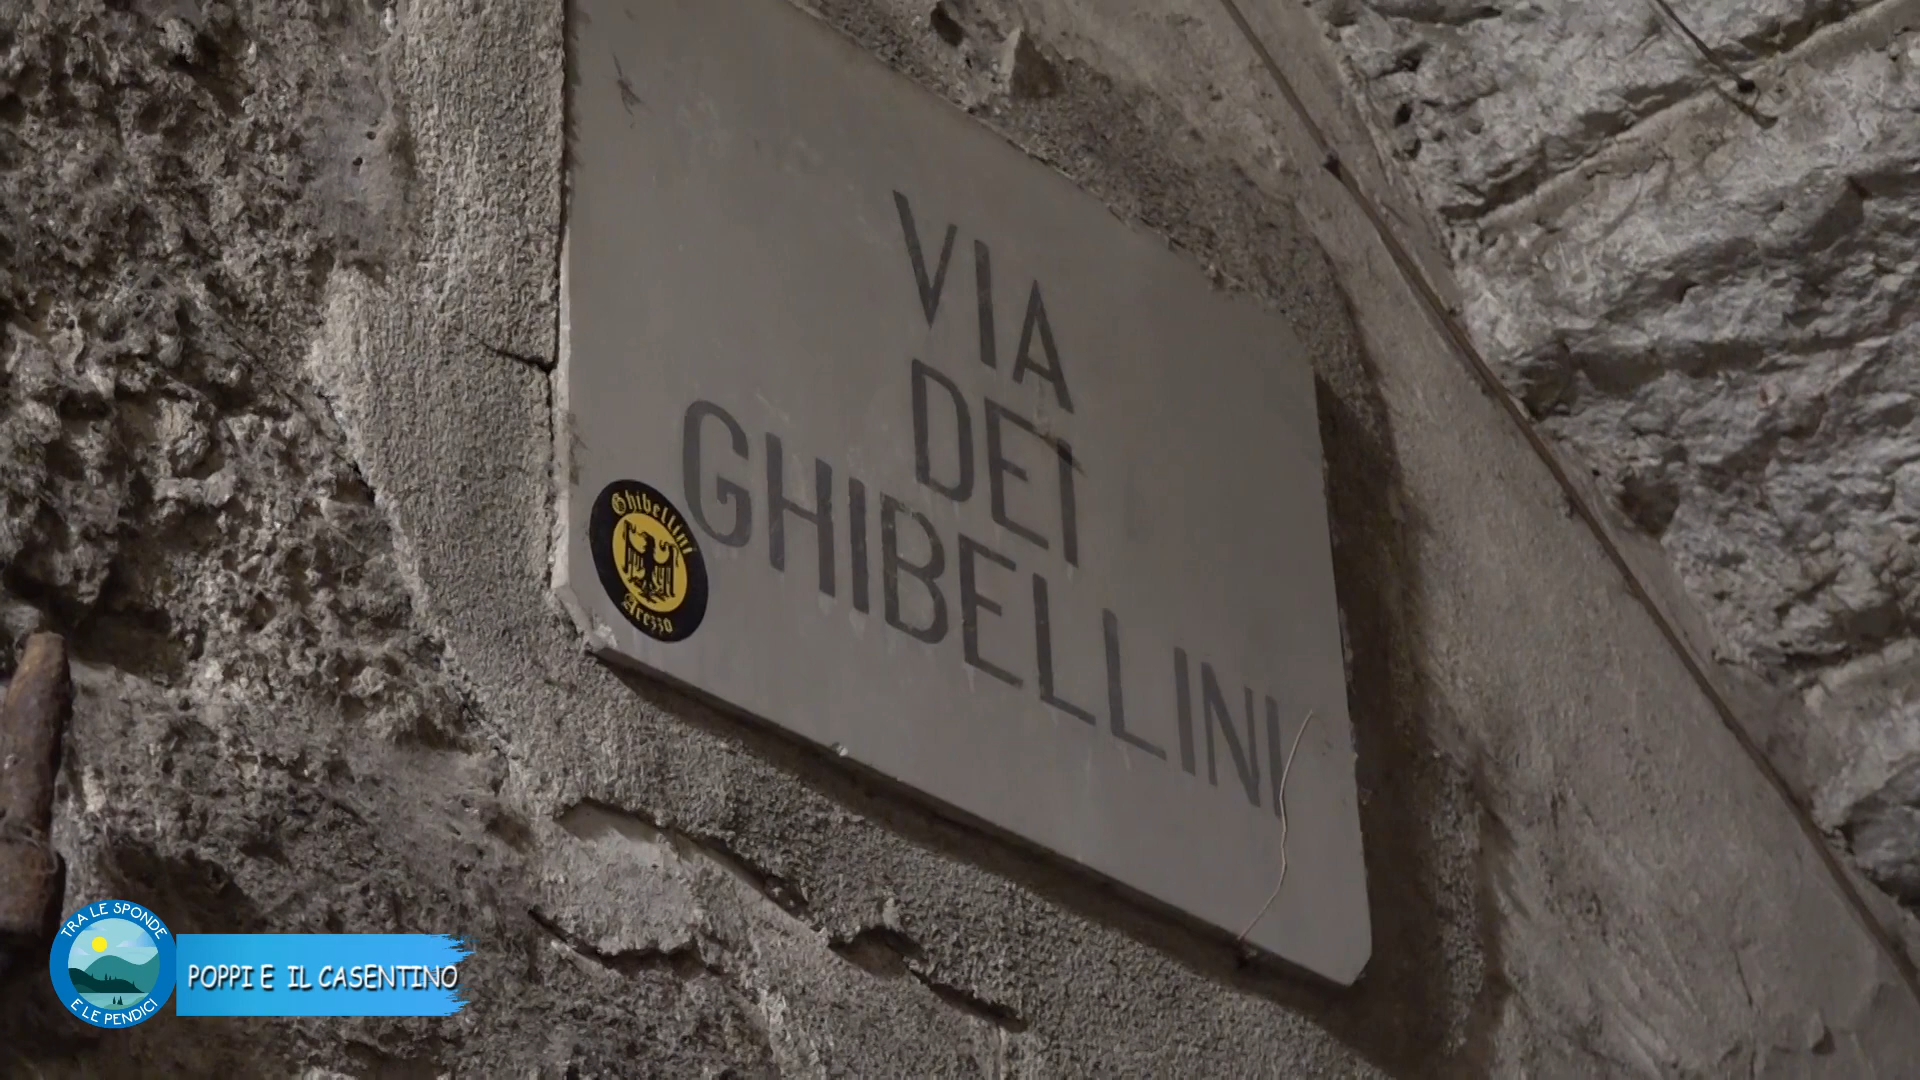 VIA
DEI
GHIBELLINI
Ghibellini
Arezzo
TRA LE SPONDE
E LE PENDICI
POPPI E IL CASENTINO